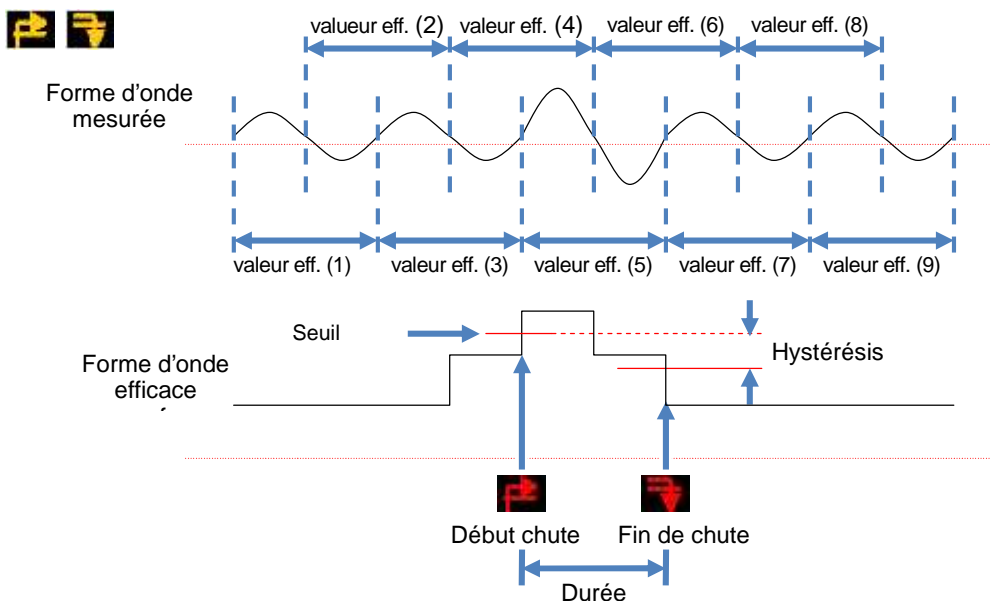 valueur eff. (2)
valeur eff. (4)
valeur eff. (6)
valeur eff. (8)
Forme d'onde
mesurée
valeur eff. (1)
valeur eff. (3)
valeur eff. (5)
valeur eff. (7)
valeur eff. (9)
Seuil
Hystérésis
Forme d'onde
efficace
Début chute
Fin de chute
Durée